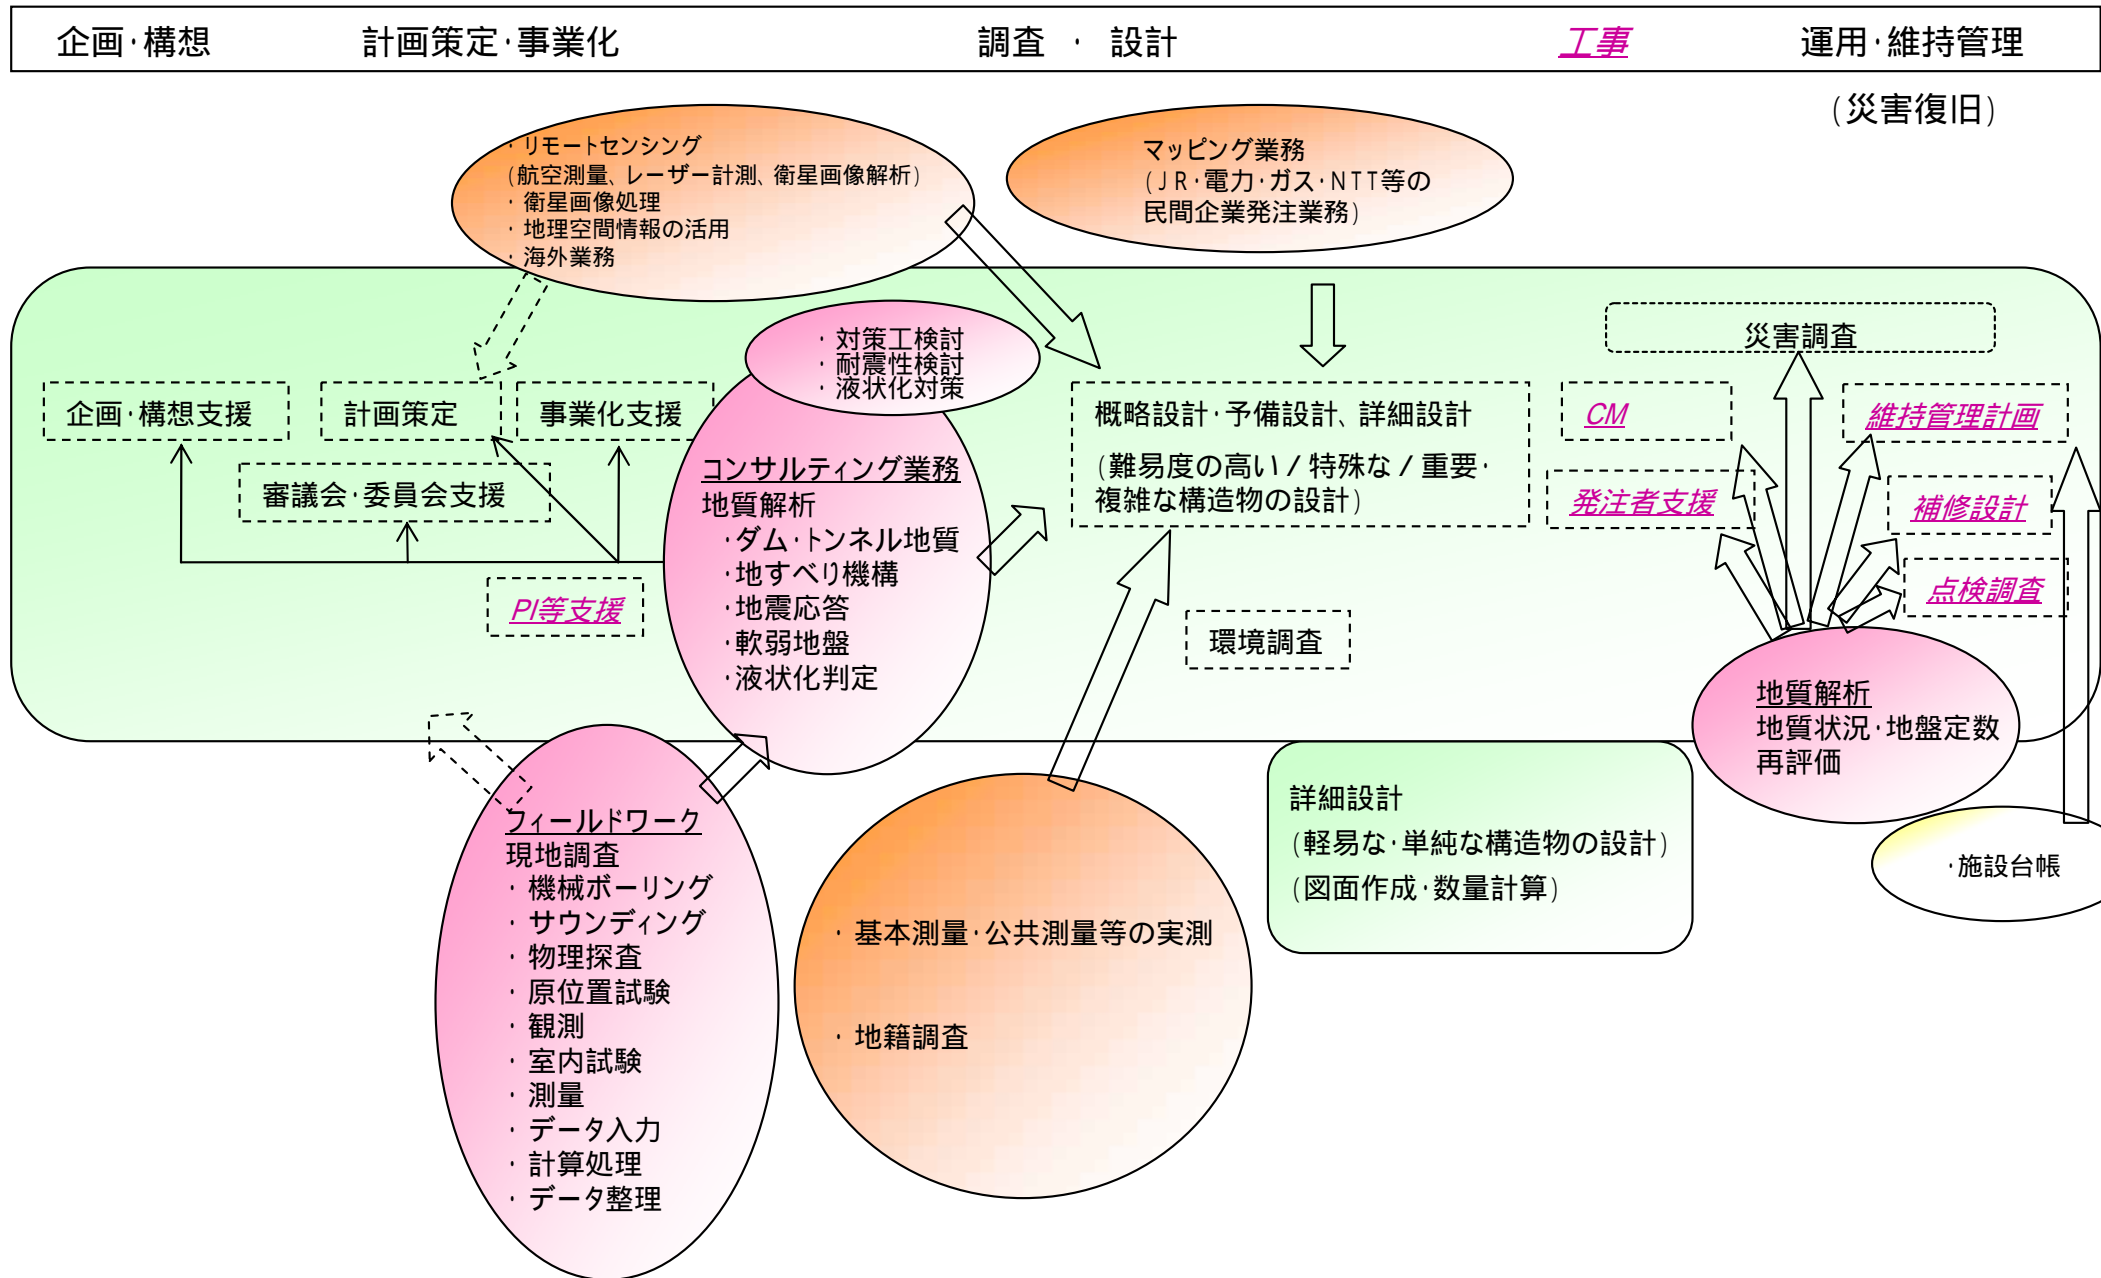 企画・構想
計画策定・事業化
調査 ・ 設計
工事
運用・維持管理
(災害復旧)
・リモートセンシング
(航空測量、レーザー計測、衛星画像解析)
・衛星画像処理
・地理空間情報の活用
・海外業務
マッピング業務
(JR・電力・ガス・NTT等の
民間企業発注業務)
・対策工検討
・耐震性検討
・液状化対策
企画・構想支援
計画策定
事業化支援
審議会・委員会支援
PI等支援
コンサルティング業務
地質解析
・ダム・トンネル地質
・地すべり機構
・地震応答
・軟弱地盤
・液状化判定
概略設計・予備設計、詳細設計
(難易度の高い/特殊な/重要・
複雑な構造物の設計)
環境調査
災害調査
CM
発注者支援
維持管理計画
補修設計
点検調査
地質解析
地質状況・地盤定数
再評価
・施設台帳
詳細設計
(軽易な・単純な構造物の設計)
(図面作成・数量計算)
フィールドワーク
現地調査
・機械ボーリング
・サウンディング
・物理探査
・原位置試験
・観測
・室内試験
・測量
・データ入力
・計算処理
・データ整理
・基本測量・公共測量等の実測
・地籍調査